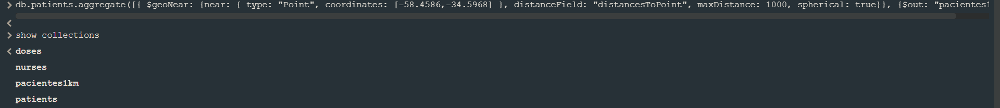 > db.patients.aggregate([{ $geoNear: {near: { type: "Point", coordinates: [-58.4586,-34.5968] }, distanceField: "distancesToPoint", maxDistance: 1000, spherical: true}}, {$out: "pacientes1
<
> show collections
< doses
nurses
pacientes1km
patients